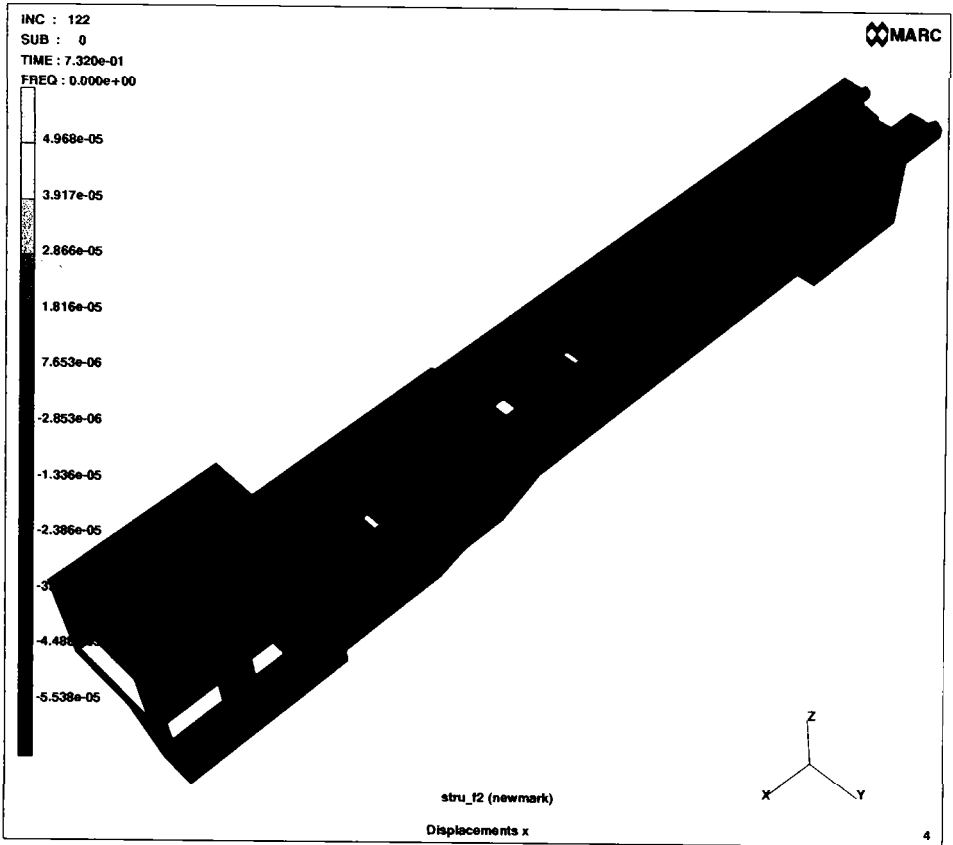 INC : 122
SUB : 0
TIME : 7.320e-01
FREQ : 0.000e+00
MARC
4.968e-05
3.917e-05
2.866e-05
1.816e-05
7.653e-06
-2.853e-06
-1.336e-05
-2.386e-05
-5.538e-05
Z
X
Y
stru_f2 (newmark)
Displacements x
4